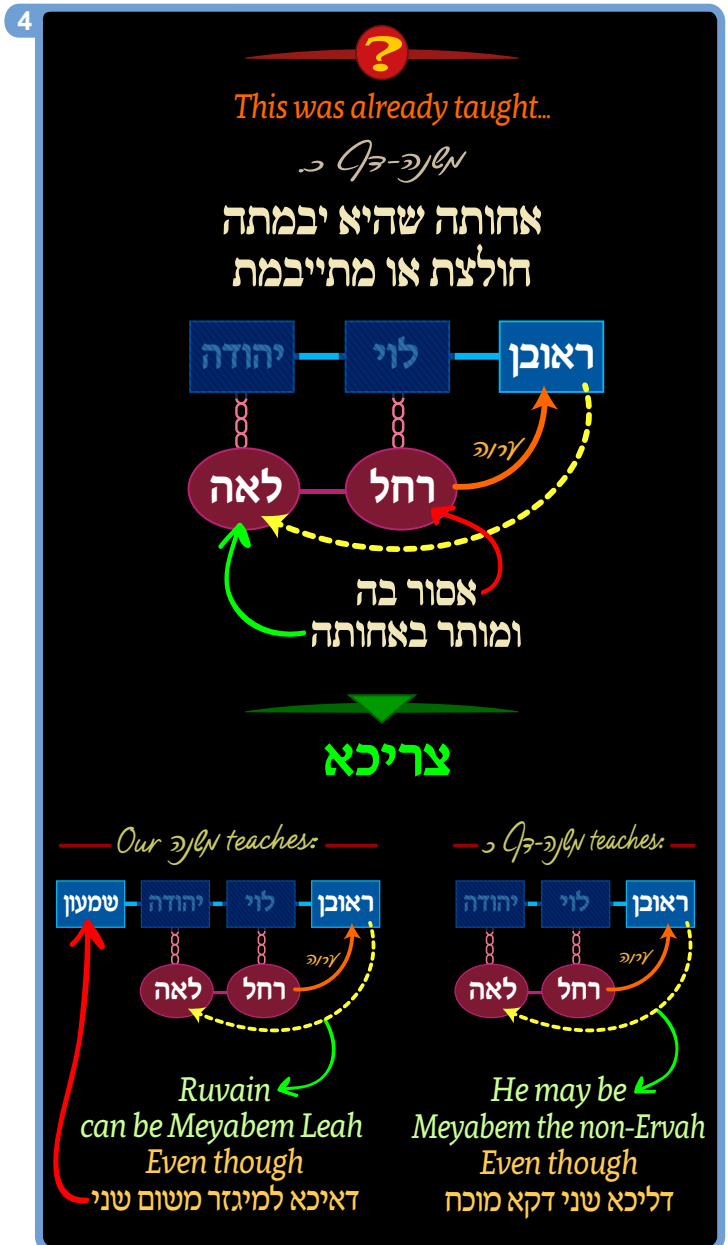 4
?
This was already taught...
משנה-דף כ.
אחותה שהיא יבמתה
חולצת או מתייבמת
ראובן לוי יהודה
ערוה
רחל לאה
אסור בה
ומותר באחותה
צריכא
משנה-דף כ teaches:
ראובן לוי יהודה
ערוה
רחל לאה
He may be
Meyabem the non-Ervah
Even though
דליכא שני דקא מוכח
Our משנה teaches:
ראובן לוי יהודה שמעון
ערוה
רחל לאה
Ruvain
can be Meyabem Leah
Even though
דאיכא למיגזר משום שני